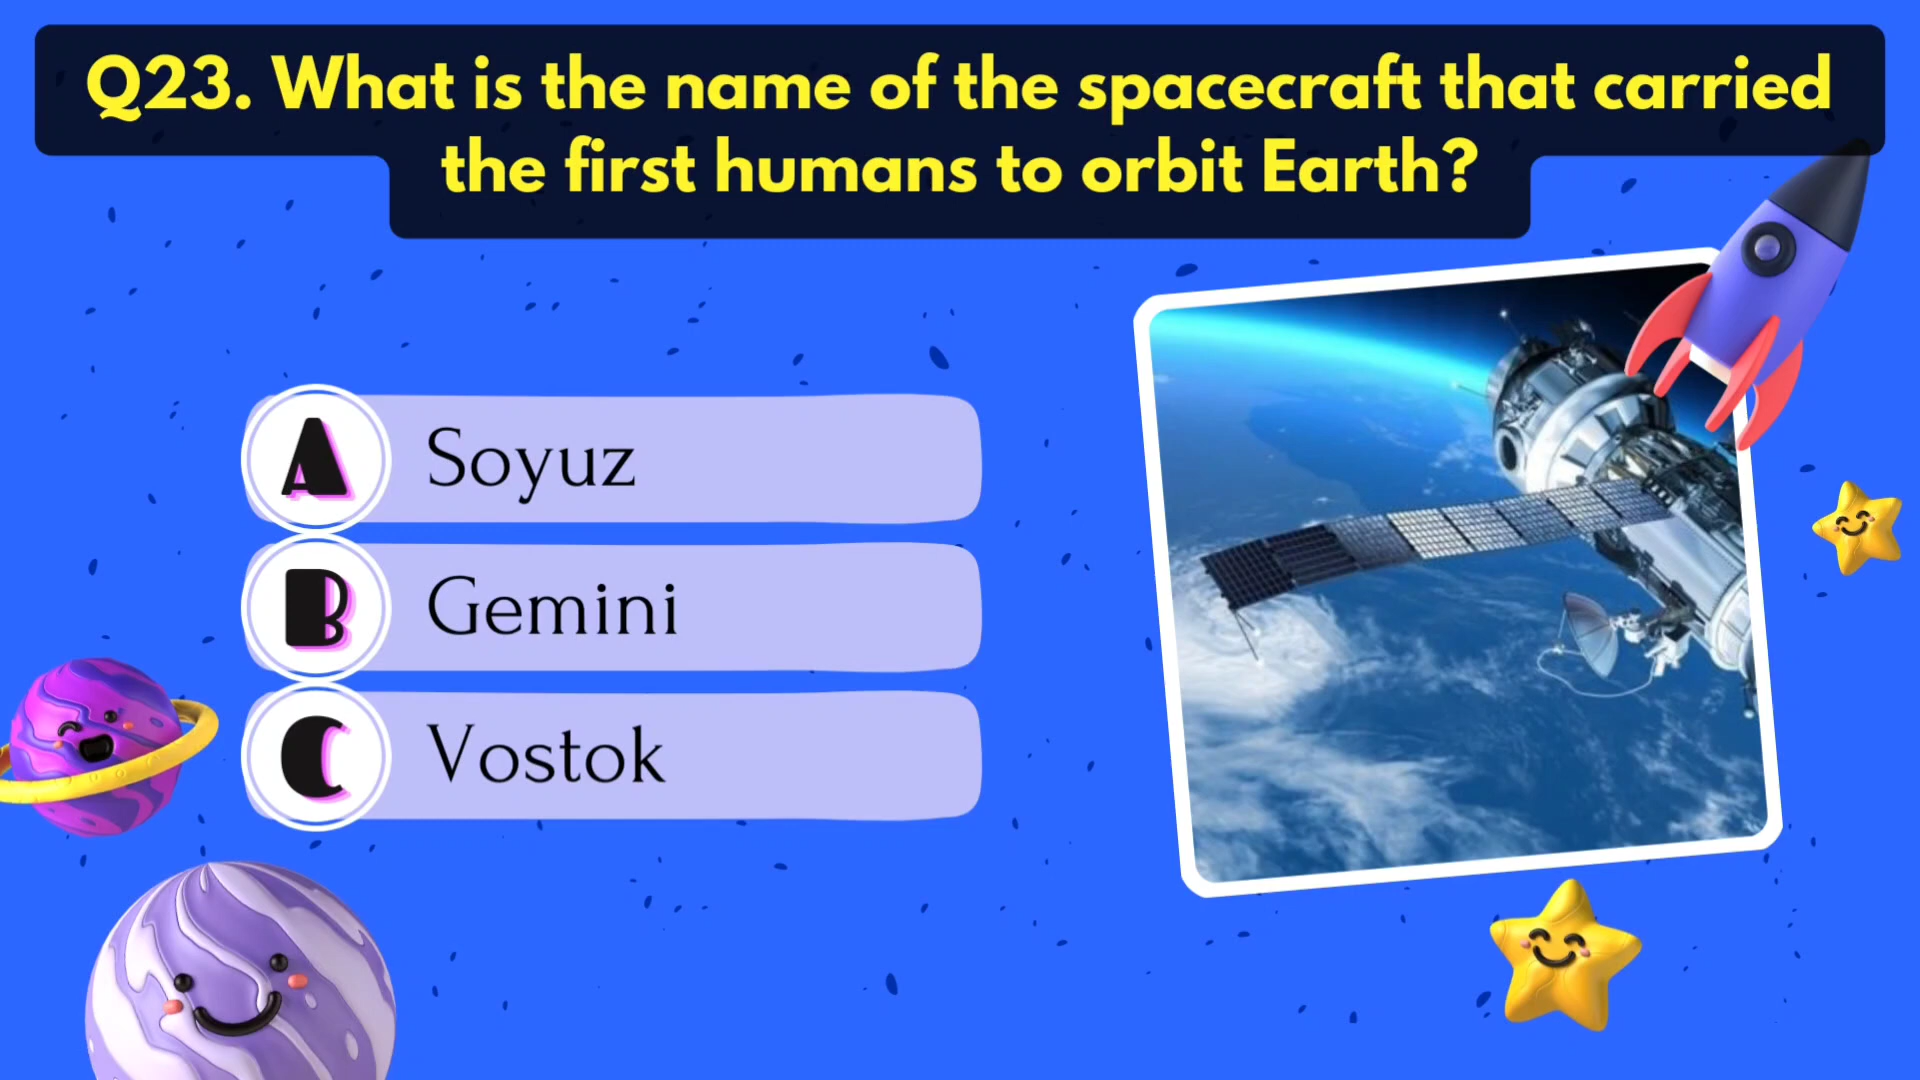 Q23. What is the name of the spacecraft that carried
the first humans to orbit Earth?
A Soyuz
B Gemini
C Vostok